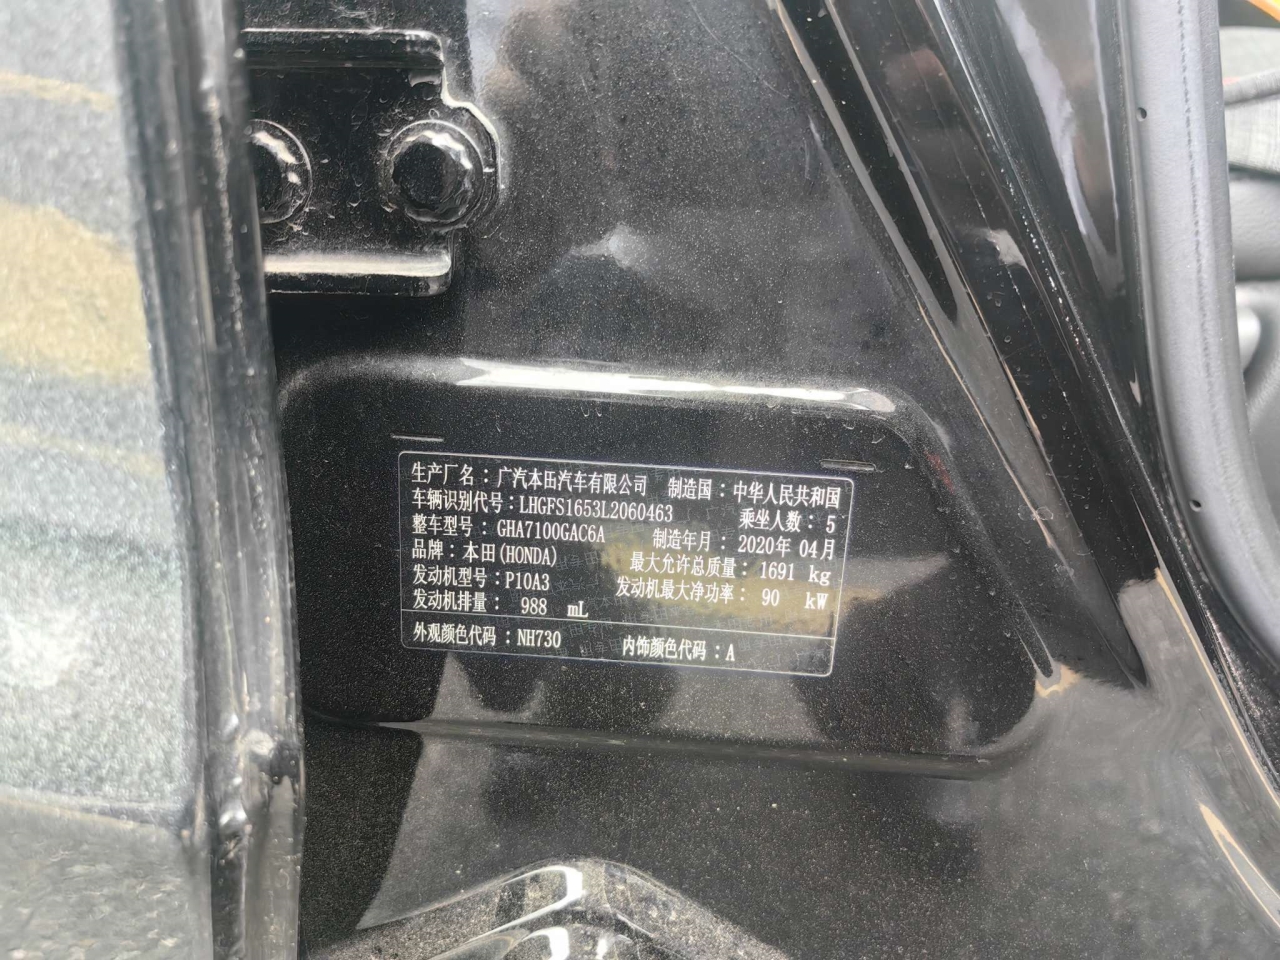 生产厂名：广汽本田汽车有限公司 制造国：中华人民共和国
车辆识别代号：LHGFS1653L2060463 乘坐人数：5
整车型号：GHA7100GAC6A 制造年月：2020年 04月
品牌：本田(HONDA) 最大允许总质量：1691 kg
发动机型号：P10A3 发动机最大净功率：90 kW
发动机排量：988 mL
外观颜色代码：NH730 内饰颜色代码：A